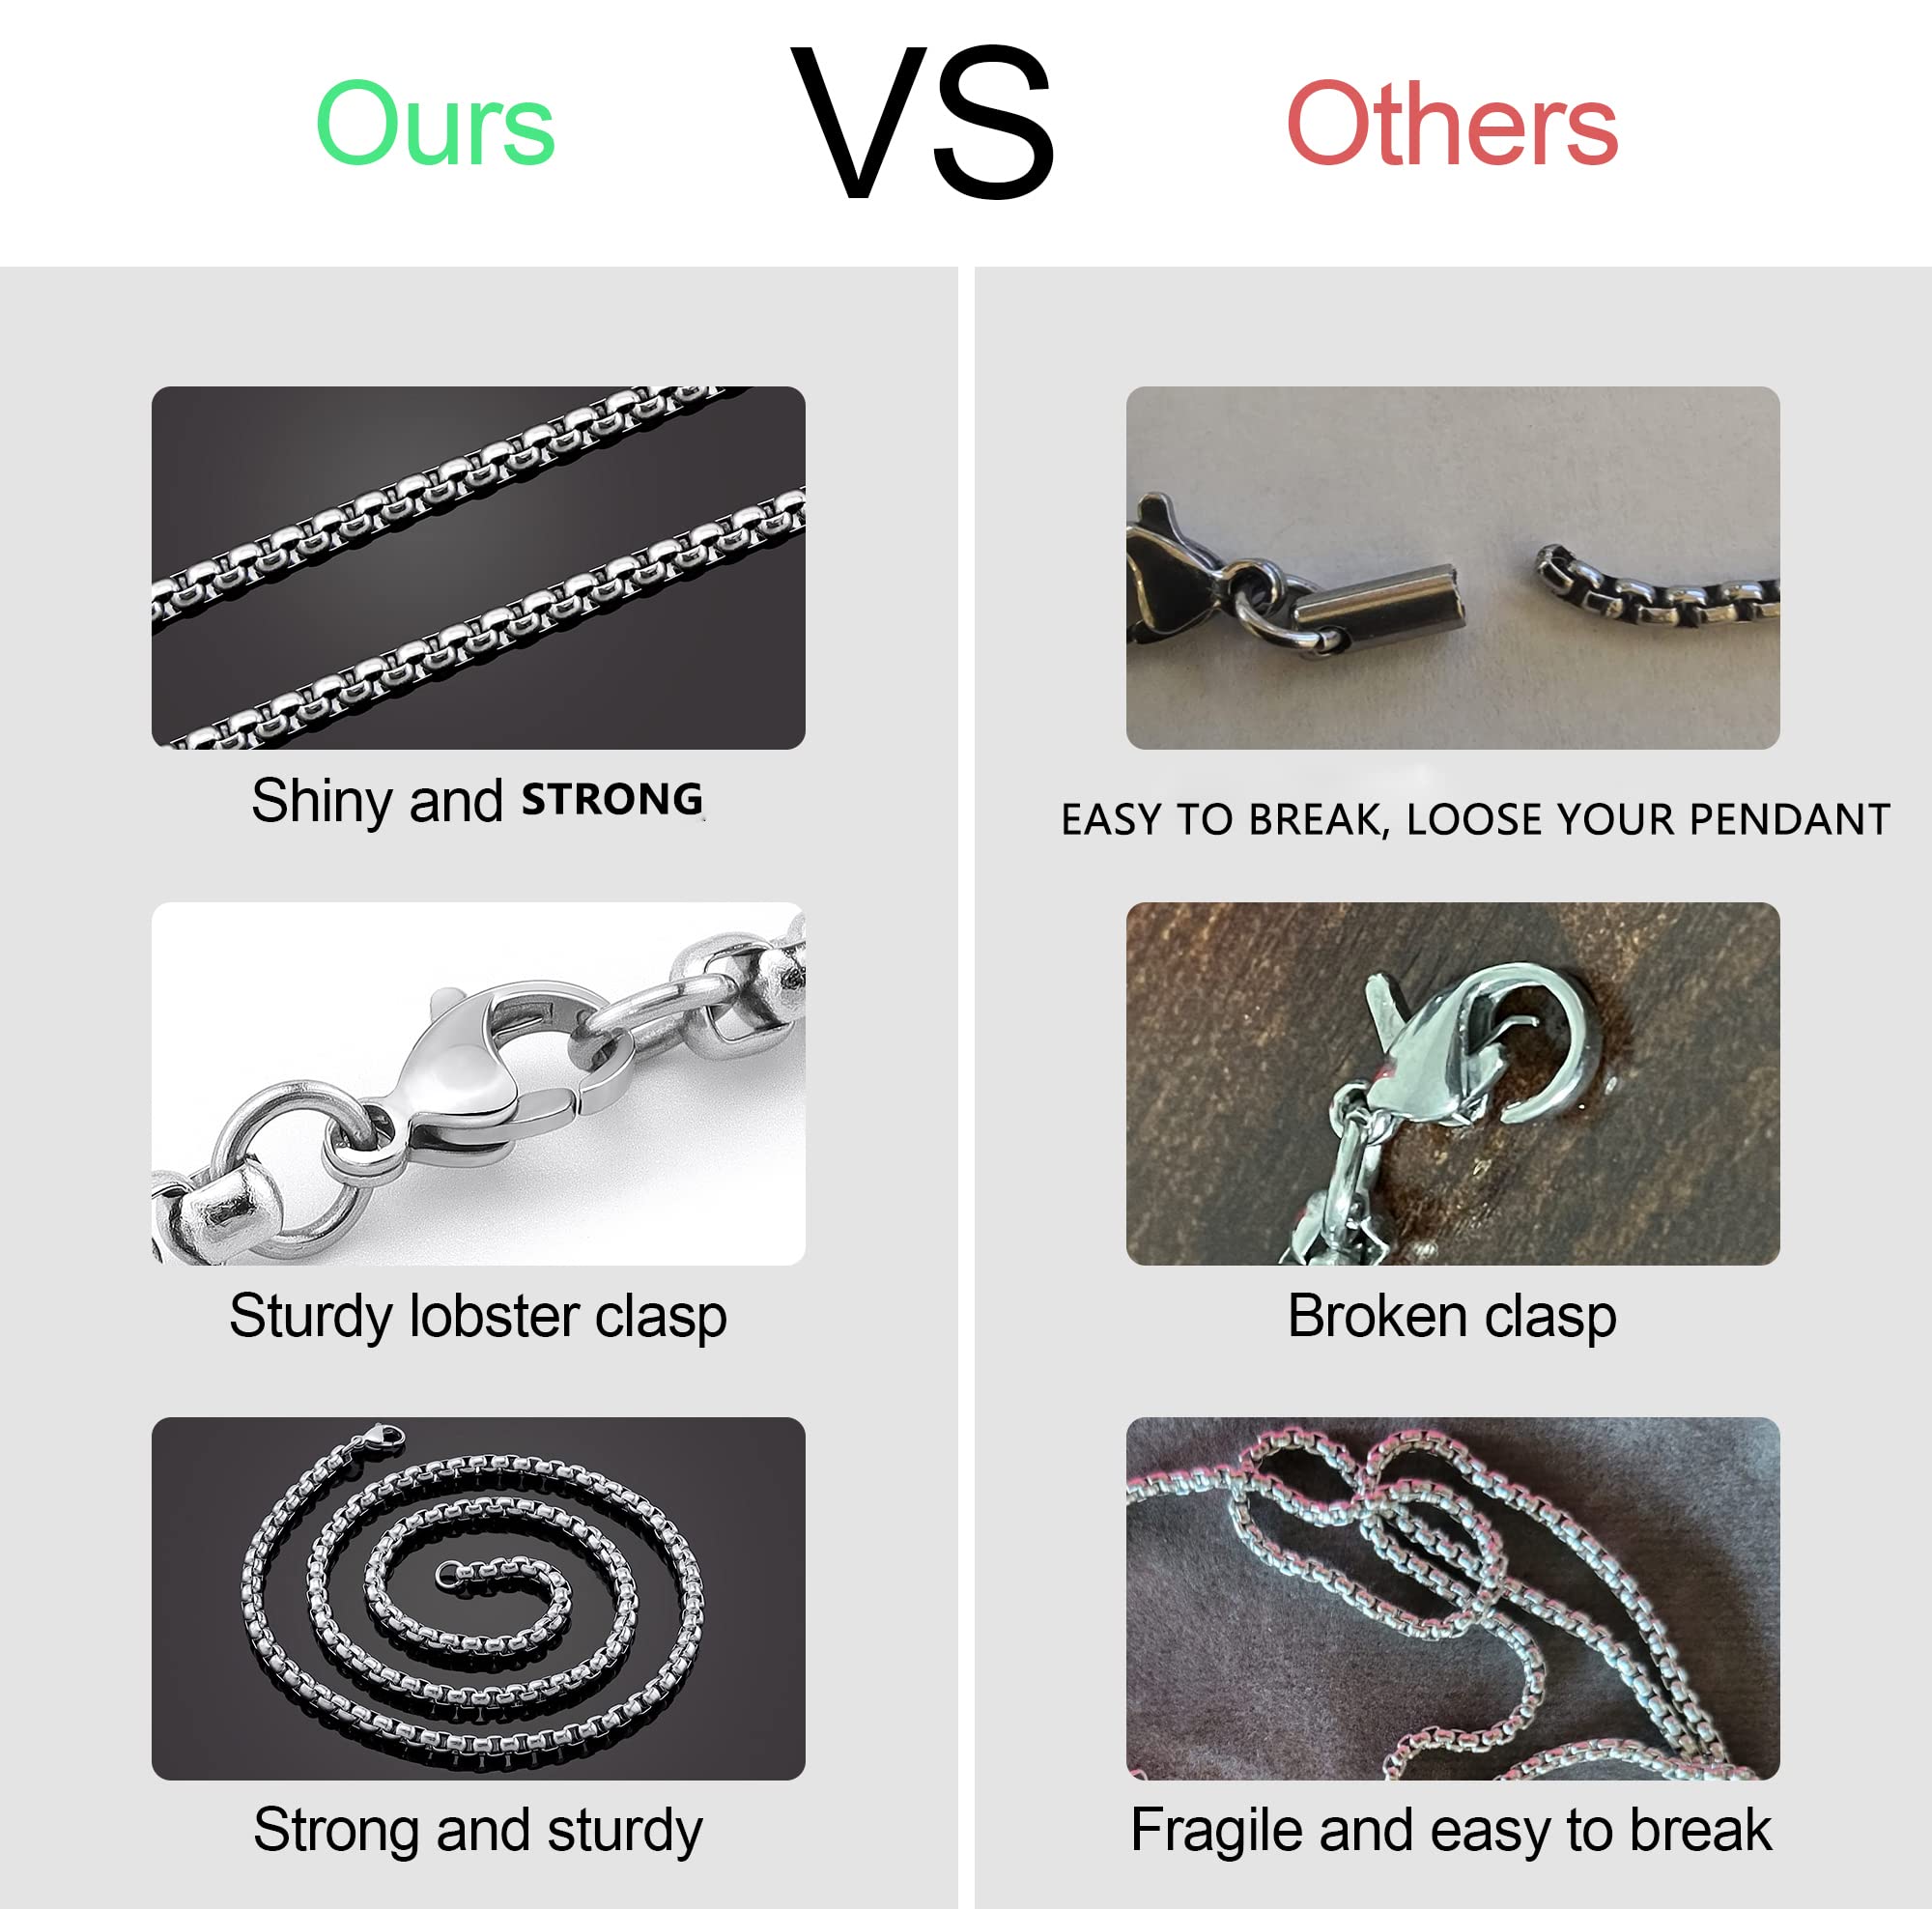 Ours VS Others
Shiny and STRONG
EASY TO BREAK, LOOSE YOUR PENDANT
Sturdy lobster clasp
Broken clasp
Strong and sturdy
Fragile and easy to break